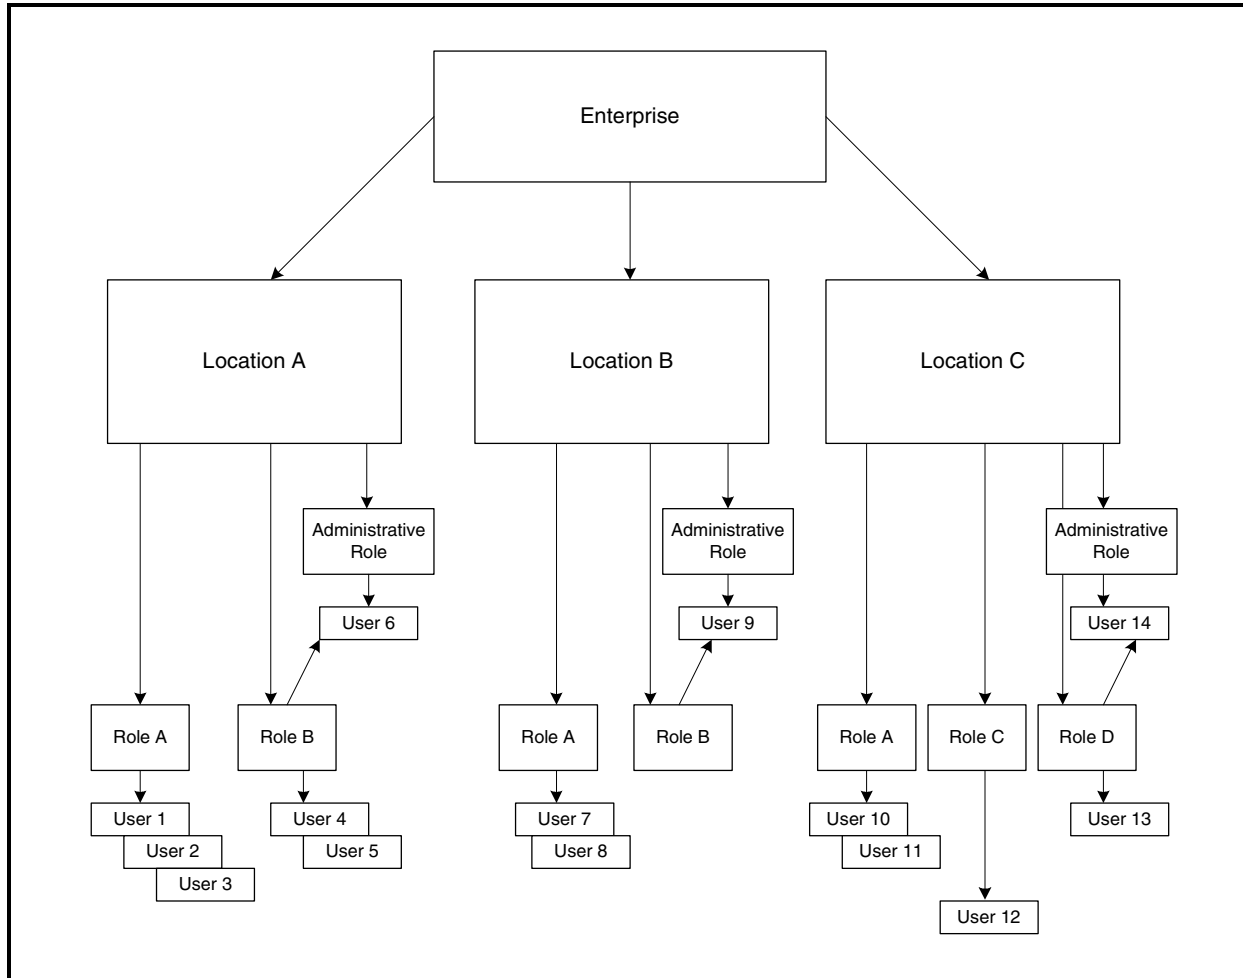 Enterprise
Location A
Location B
Location C
Administrative
Role
Administrative
Role
Administrative
Role
User 6
User 9
User 14
Role A
Role B
Role A
Role B
Role A
Role C
Role D
User 1
User 4
User 7
User 10
User 13
User 2
User 5
User 8
User 11
User 3
User 12